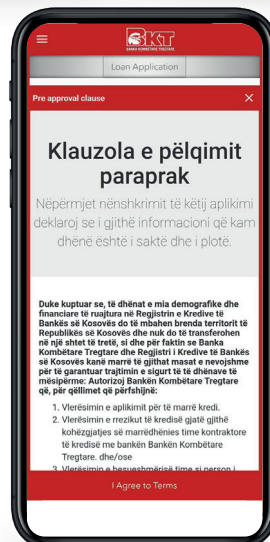 BKT
BANKA KOMBËTARE TREGTARE
Loan Application
Pre approval clause
Klauzola e pëlqimit
paraprak
Nëpërmjet nënshkrimit të këtij aplikimi
deklaroj se i gjithë informacioni që kam
dhënë është i saktë dhe i plotë.
Duke kuptuar se, të dhënat e mia demografike dhe
financiare të ruajtura në Regjistrin e Kredive të
Bankës së Kosovës do të mbahen brenda territorit të
Republikës së Kosovës dhe nuk do të transferohen
në një shtet të tretë, si dhe për faktin se Banka
Kombëtare Tregtare dhe Regjistri i Kredive të Bankës
së Kosovës kanë marrë të gjithat masat e nevojshme
për të garantuar trajtimin e sigurt të të dhënave të
mësipërme: Autorizoj Bankën Kombëtare Tregtare
që, për qëllimet që përfshijnë:
1. Vlerësimin e aplikimit për të marrë kredi.
2. Vlerësimin e rrezikut të kredisë gjatë gjithë
kohëzgjatjes së marrëdhënies time kontraktore
të kredisë me bankën Bankën Kombëtare
Tregtare. dhe/ose
3. Vlerësimin e besueshmërisë time si person i
I Agree to Terms